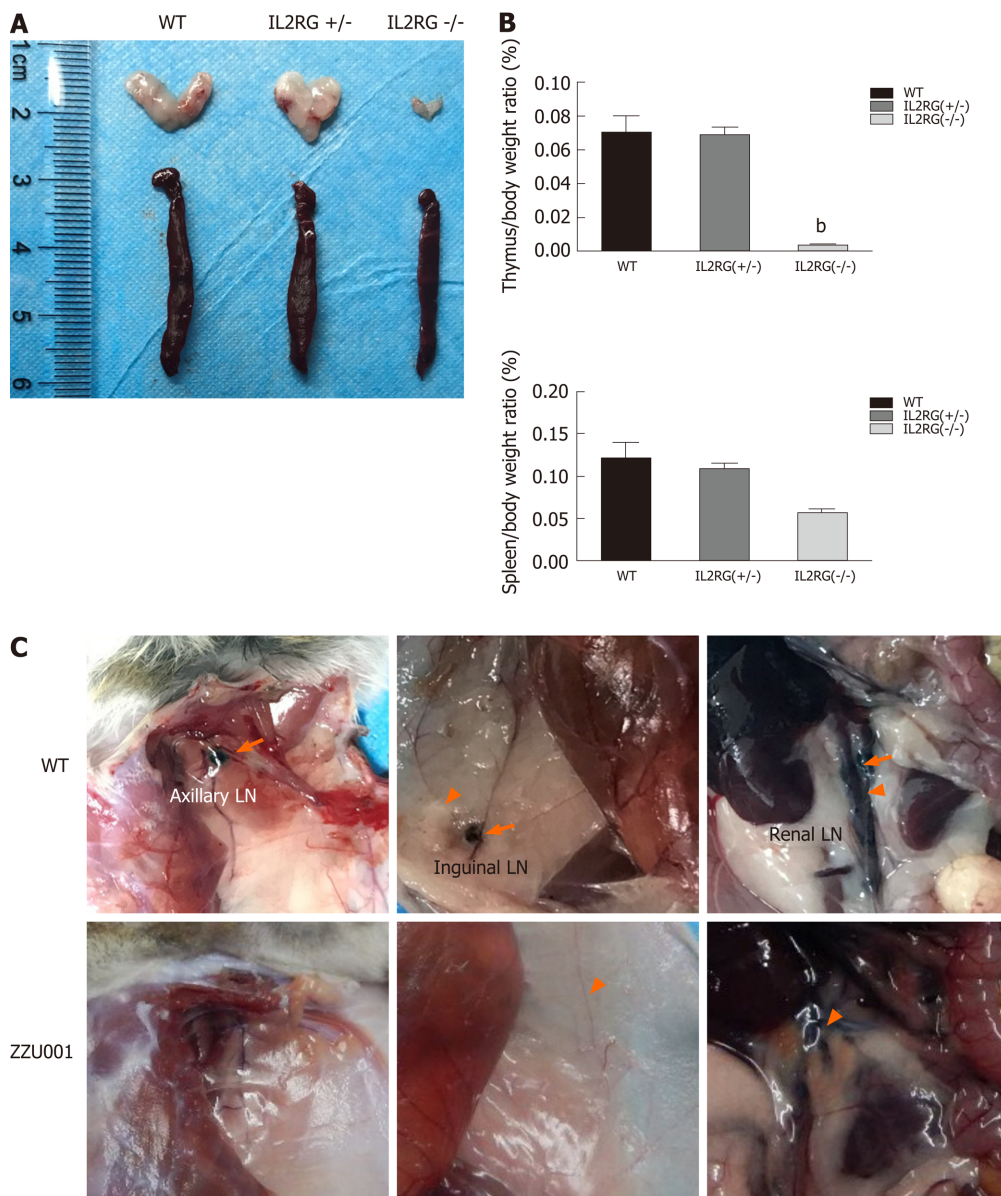 A
WT
IL2RG +/-
IL2RG -/-
1cm
2
3
4
5
6
B
Thymus/body weight ratio (%)
0.10
0.08
0.06
0.04
0.02
0.00
b
WT
IL2RG(+/-)
IL2RG(-/-)
WT
IL2RG(+/-)
IL2RG(-/-)
Spleen/body weight ratio (%)
0.20
0.15
0.10
0.05
0.00
WT
IL2RG(+/-)
IL2RG(-/-)
WT
IL2RG(+/-)
IL2RG(-/-)
C
WT
Axillary LN
Inguinal LN
Renal LN
ZZU001